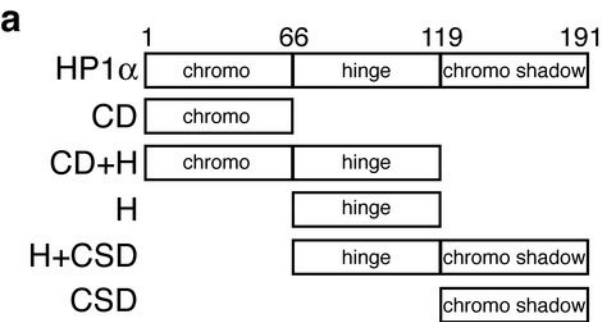 a
1 66 119 191
HP1α chromo hinge chromo shadow
CD chromo
CD+H chromo hinge
H hinge
H+CSD hinge chromo shadow
CSD chromo shadow